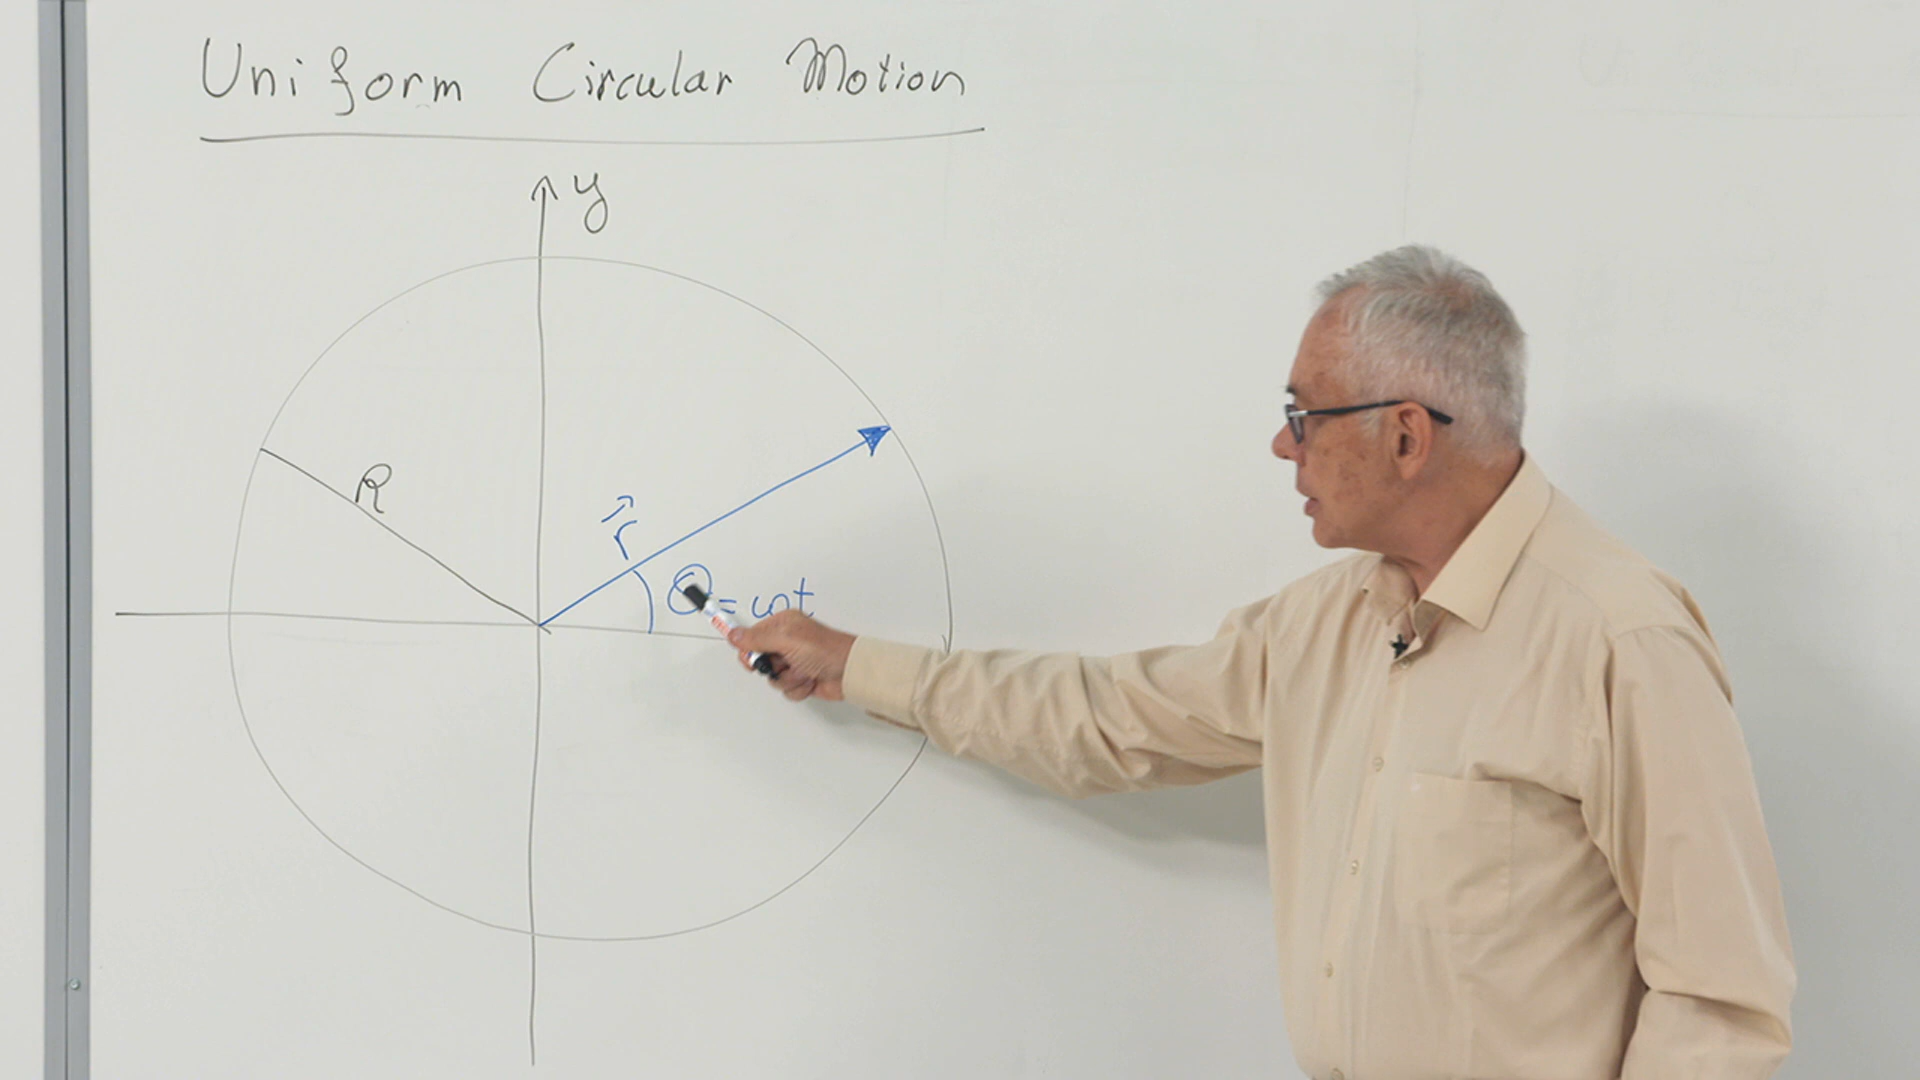 Uniform Circular Motion
y
R
r⃗
Θ = ωt